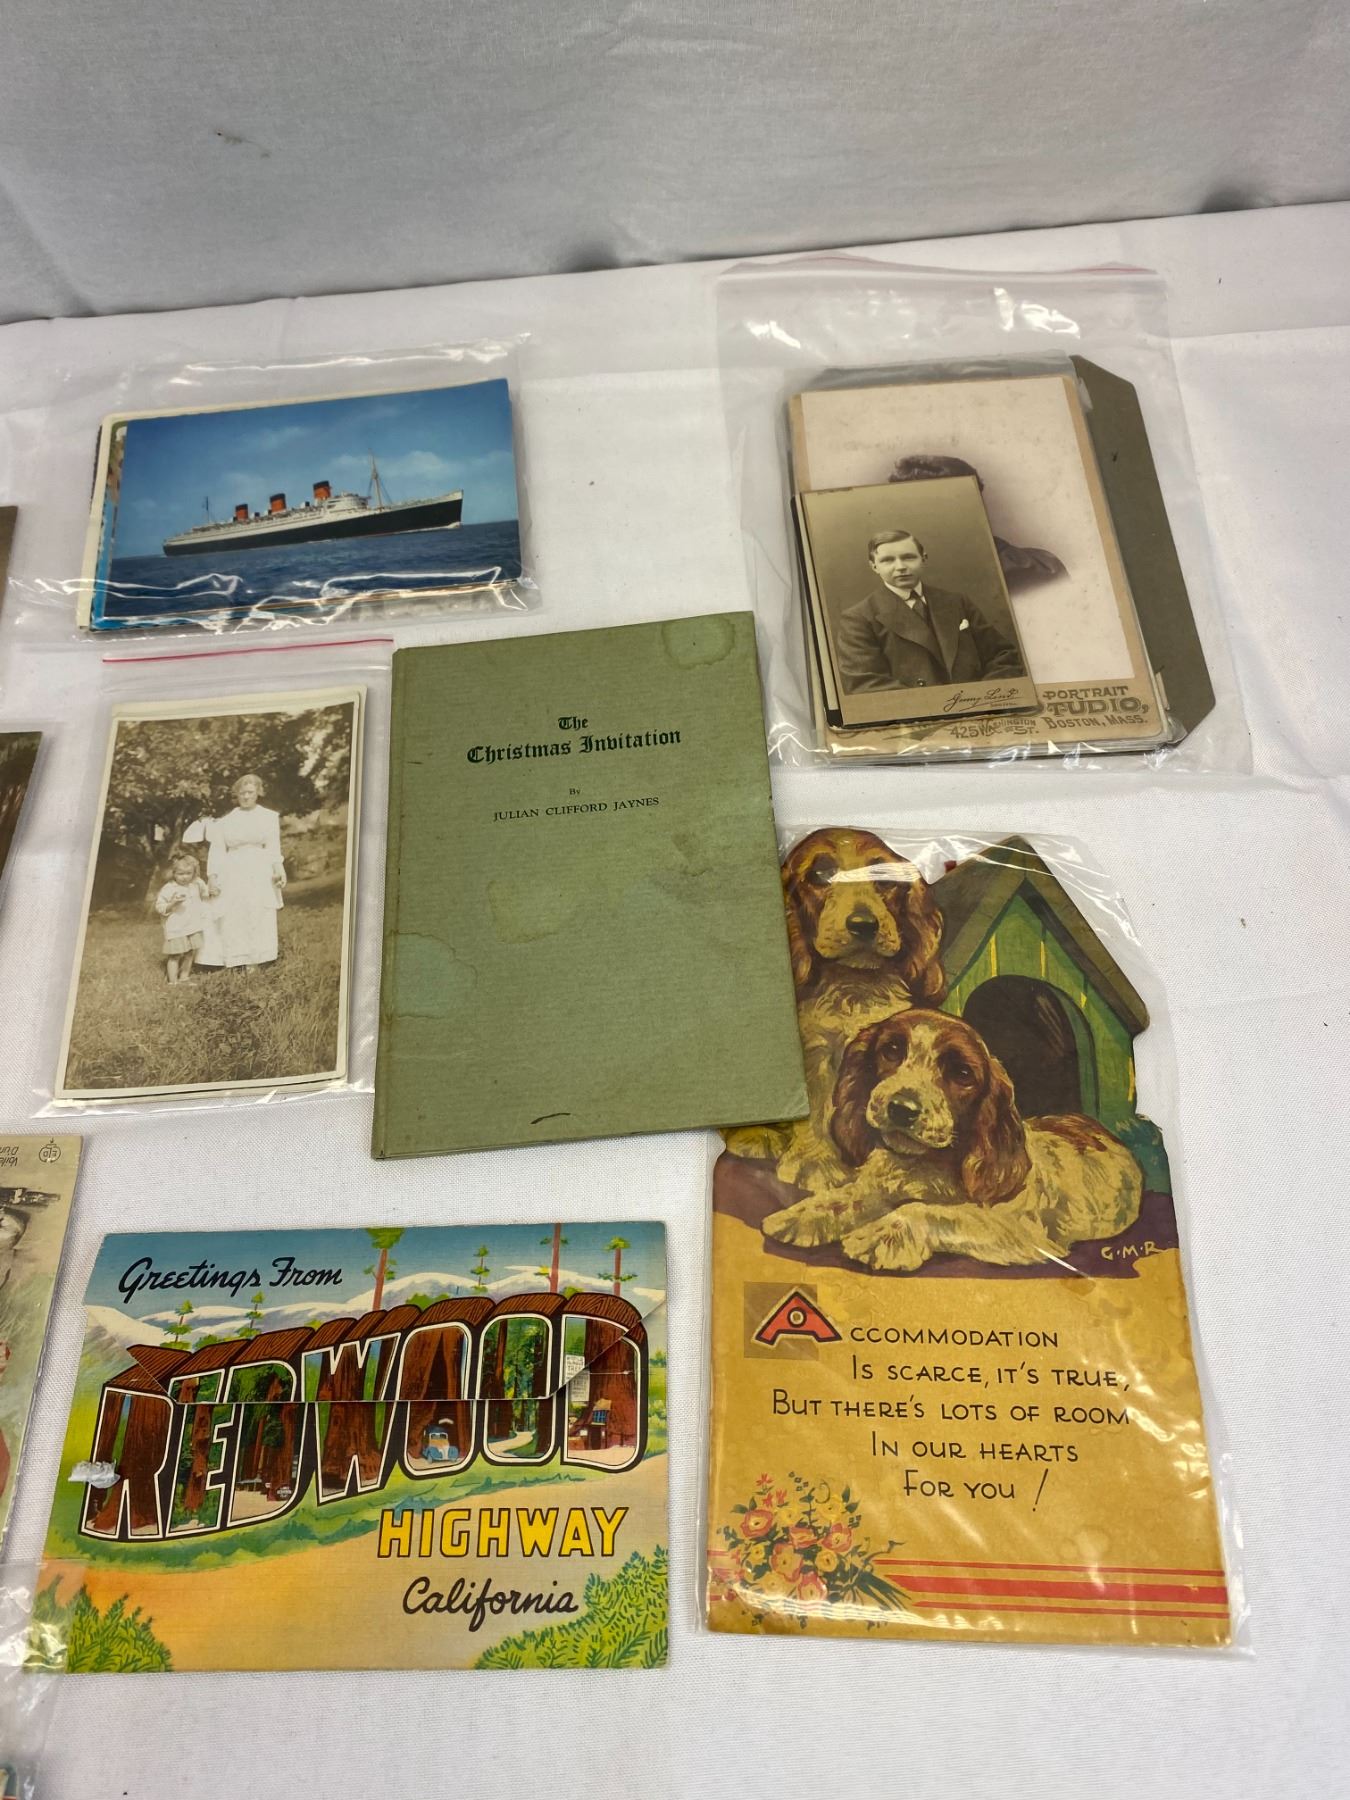 The
Christmas Invitation
By
JULIAN CLIFFORD JAYNES
PORTRAIT
STUDIO,
425 WASHINGTON ST. BOSTON, MASS.
G.M.R
ACCOMMODATION
IS SCARCE, IT'S TRUE,
BUT THERE'S LOTS OF ROOM
IN OUR HEARTS
FOR YOU!
Greetings From
REDWOOD
HIGHWAY
California